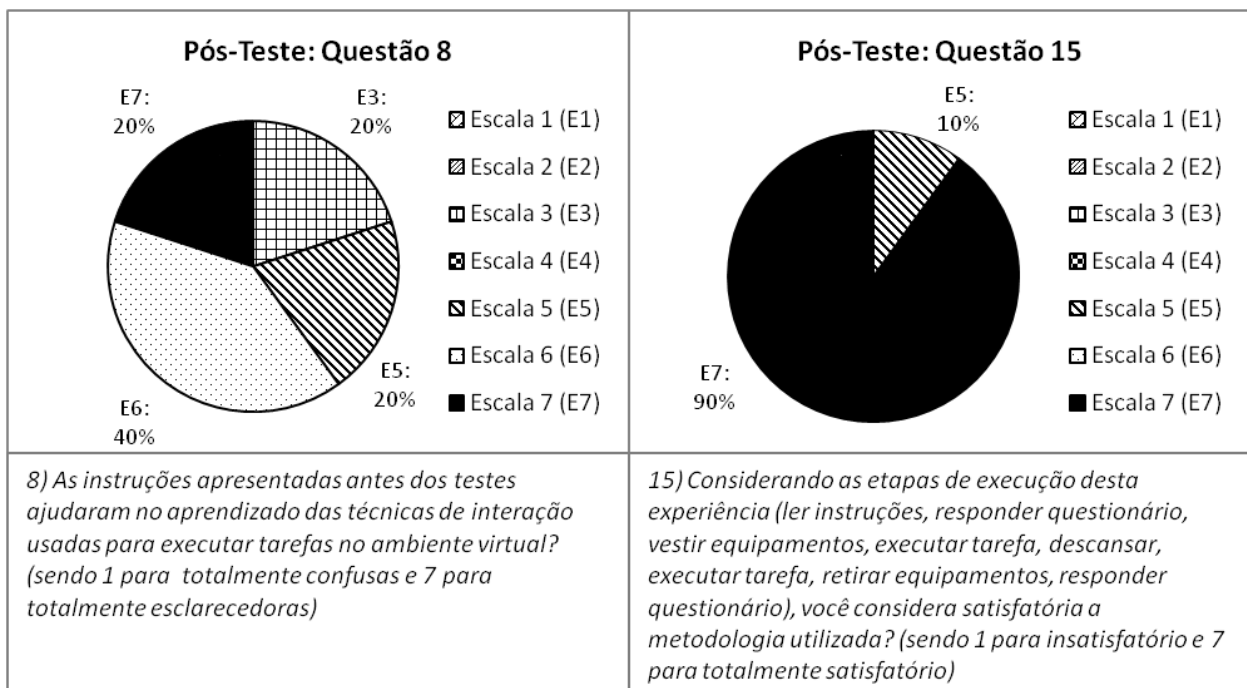 Pós-Teste: Questão 8
E7:
20%
E3:
20%
E5:
20%
E6:
40%
Escala 1 (E1)
Escala 2 (E2)
Escala 3 (E3)
Escala 4 (E4)
Escala 5 (E5)
Escala 6 (E6)
Escala 7 (E7)
Pós-Teste: Questão 15
E5:
10%
E7:
90%
Escala 1 (E1)
Escala 2 (E2)
Escala 3 (E3)
Escala 4 (E4)
Escala 5 (E5)
Escala 6 (E6)
Escala 7 (E7)
8) As instruções apresentadas antes dos testes
ajudaram no aprendizado das técnicas de interação
usadas para executar tarefas no ambiente virtual?
(sendo 1 para totalmente confusas e 7 para
totalmente esclarecedoras)
15) Considerando as etapas de execução desta
experiência (ler instruções, responder questionário,
vestir equipamentos, executar tarefa, descansar,
executar tarefa, retirar equipamentos, responder
questionário), você considera satisfatória a
metodologia utilizada? (sendo 1 para insatisfatório e 7
para totalmente satisfatório)